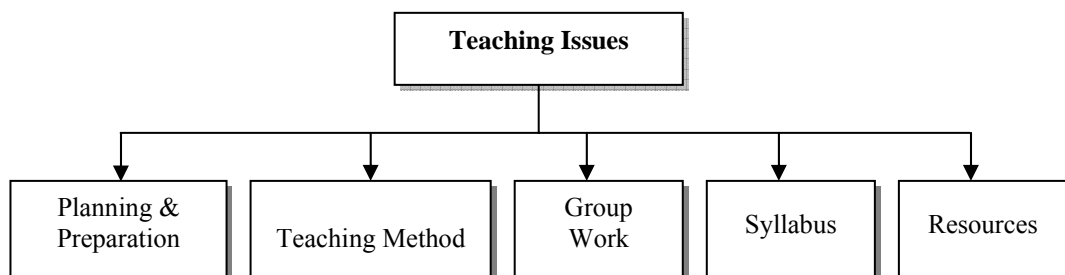 Teaching Issues
Planning &
Preparation
Teaching Method
Group
Work
Syllabus
Resources